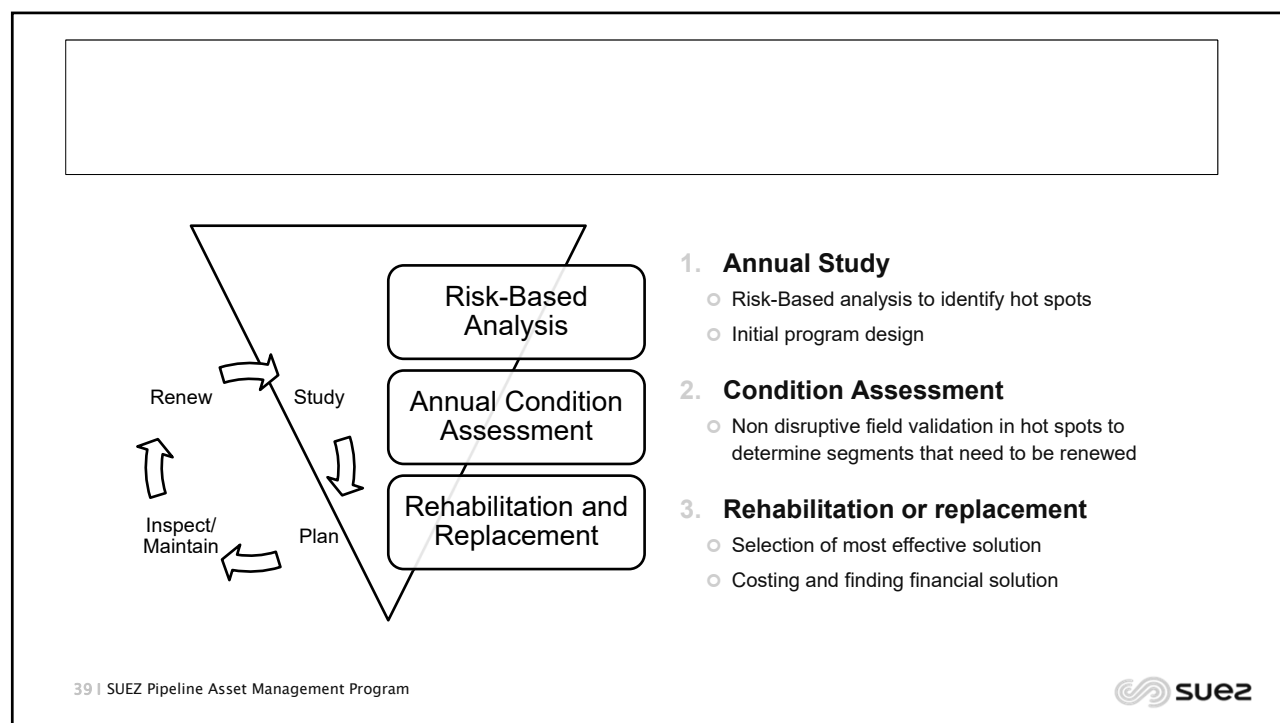 Risk-Based
Analysis
Annual Condition
Assessment
Rehabilitation and
Replacement
Renew
Study
Inspect/
Maintain
Plan
1. Annual Study
Risk-Based analysis to identify hot spots
Initial program design
2. Condition Assessment
Non disruptive field validation in hot spots to
determine segments that need to be renewed
3. Rehabilitation or replacement
Selection of most effective solution
Costing and finding financial solution
39 I SUEZ Pipeline Asset Management Program
suez